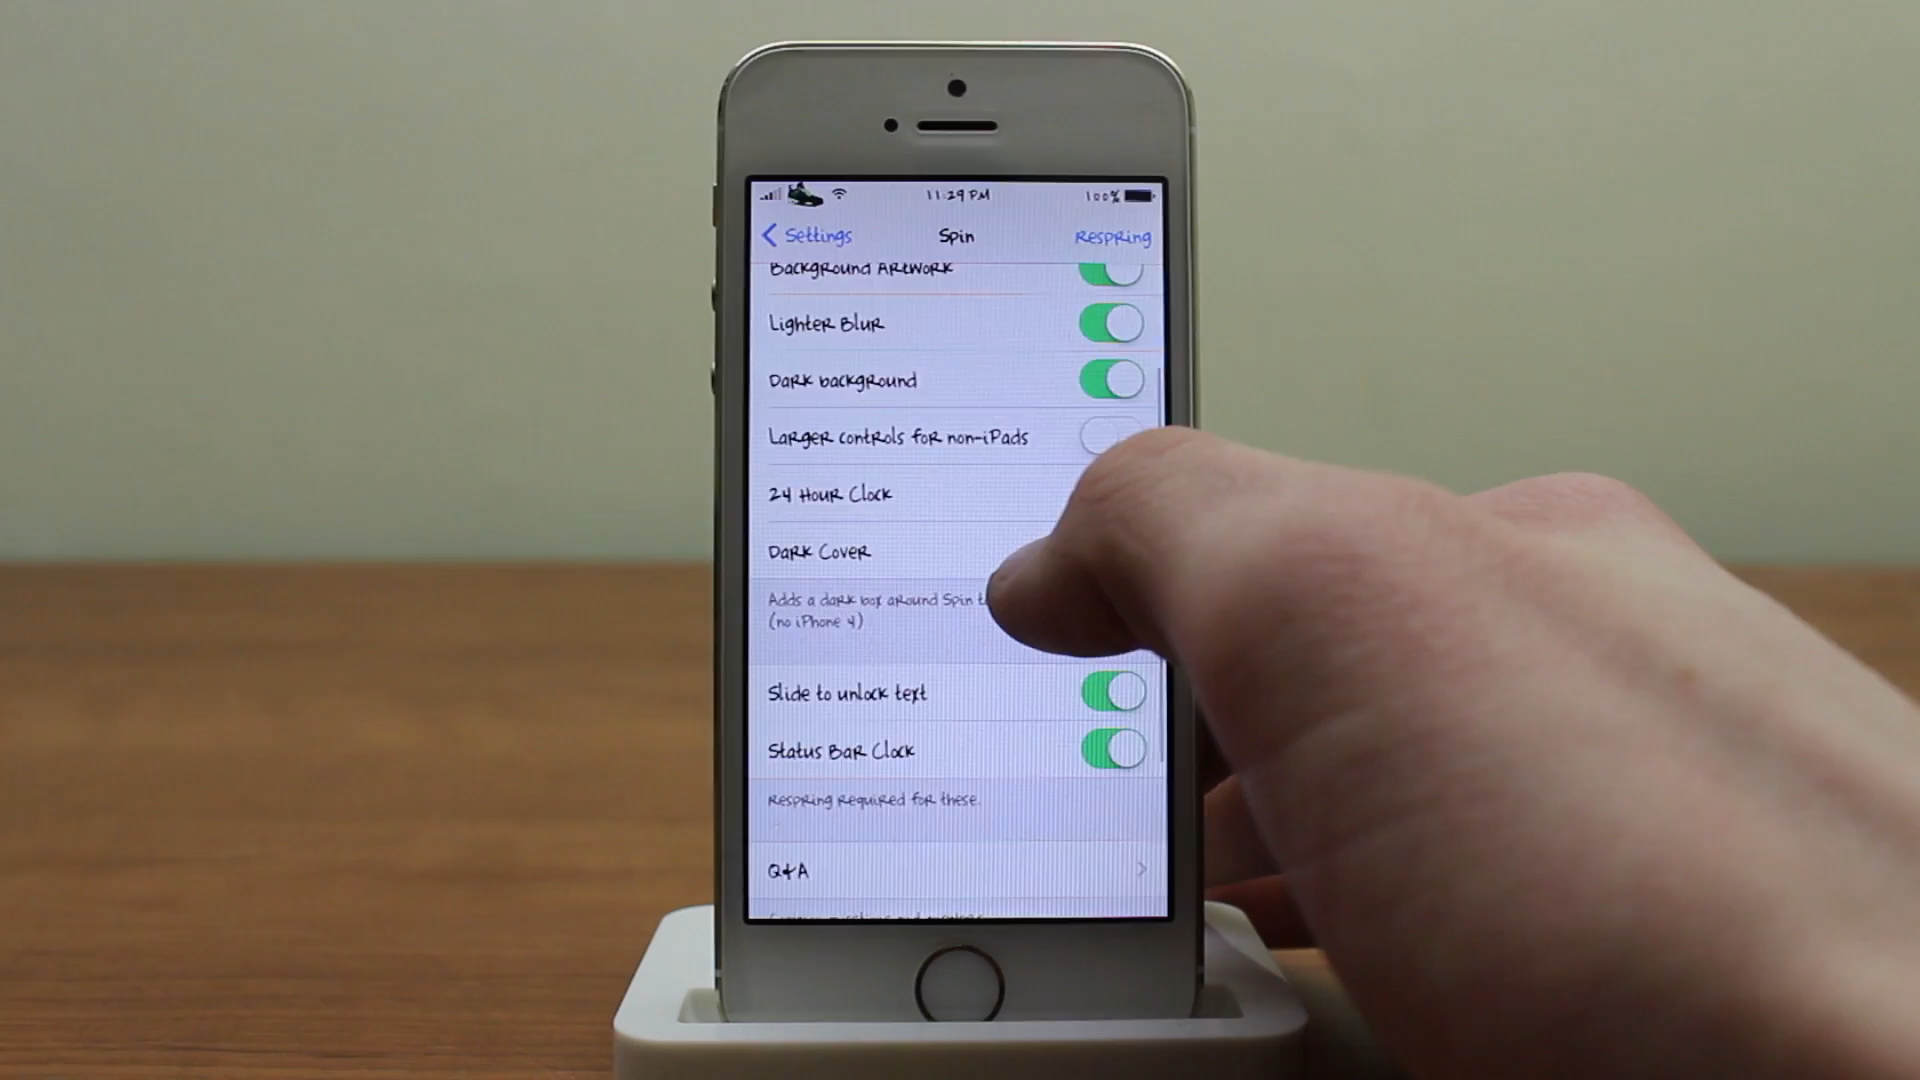 11:29 PM
100%
Settings
Spin
Respring
Background Artwork
Lighter Blur
Dark background
Larger controls for non-iPads
24 Hour Clock
Dark Cover
Adds a dark box around Spin
(no iPhone 4)
Slide to unlock text
Status Bar Clock
Respring required for these.
Q&A